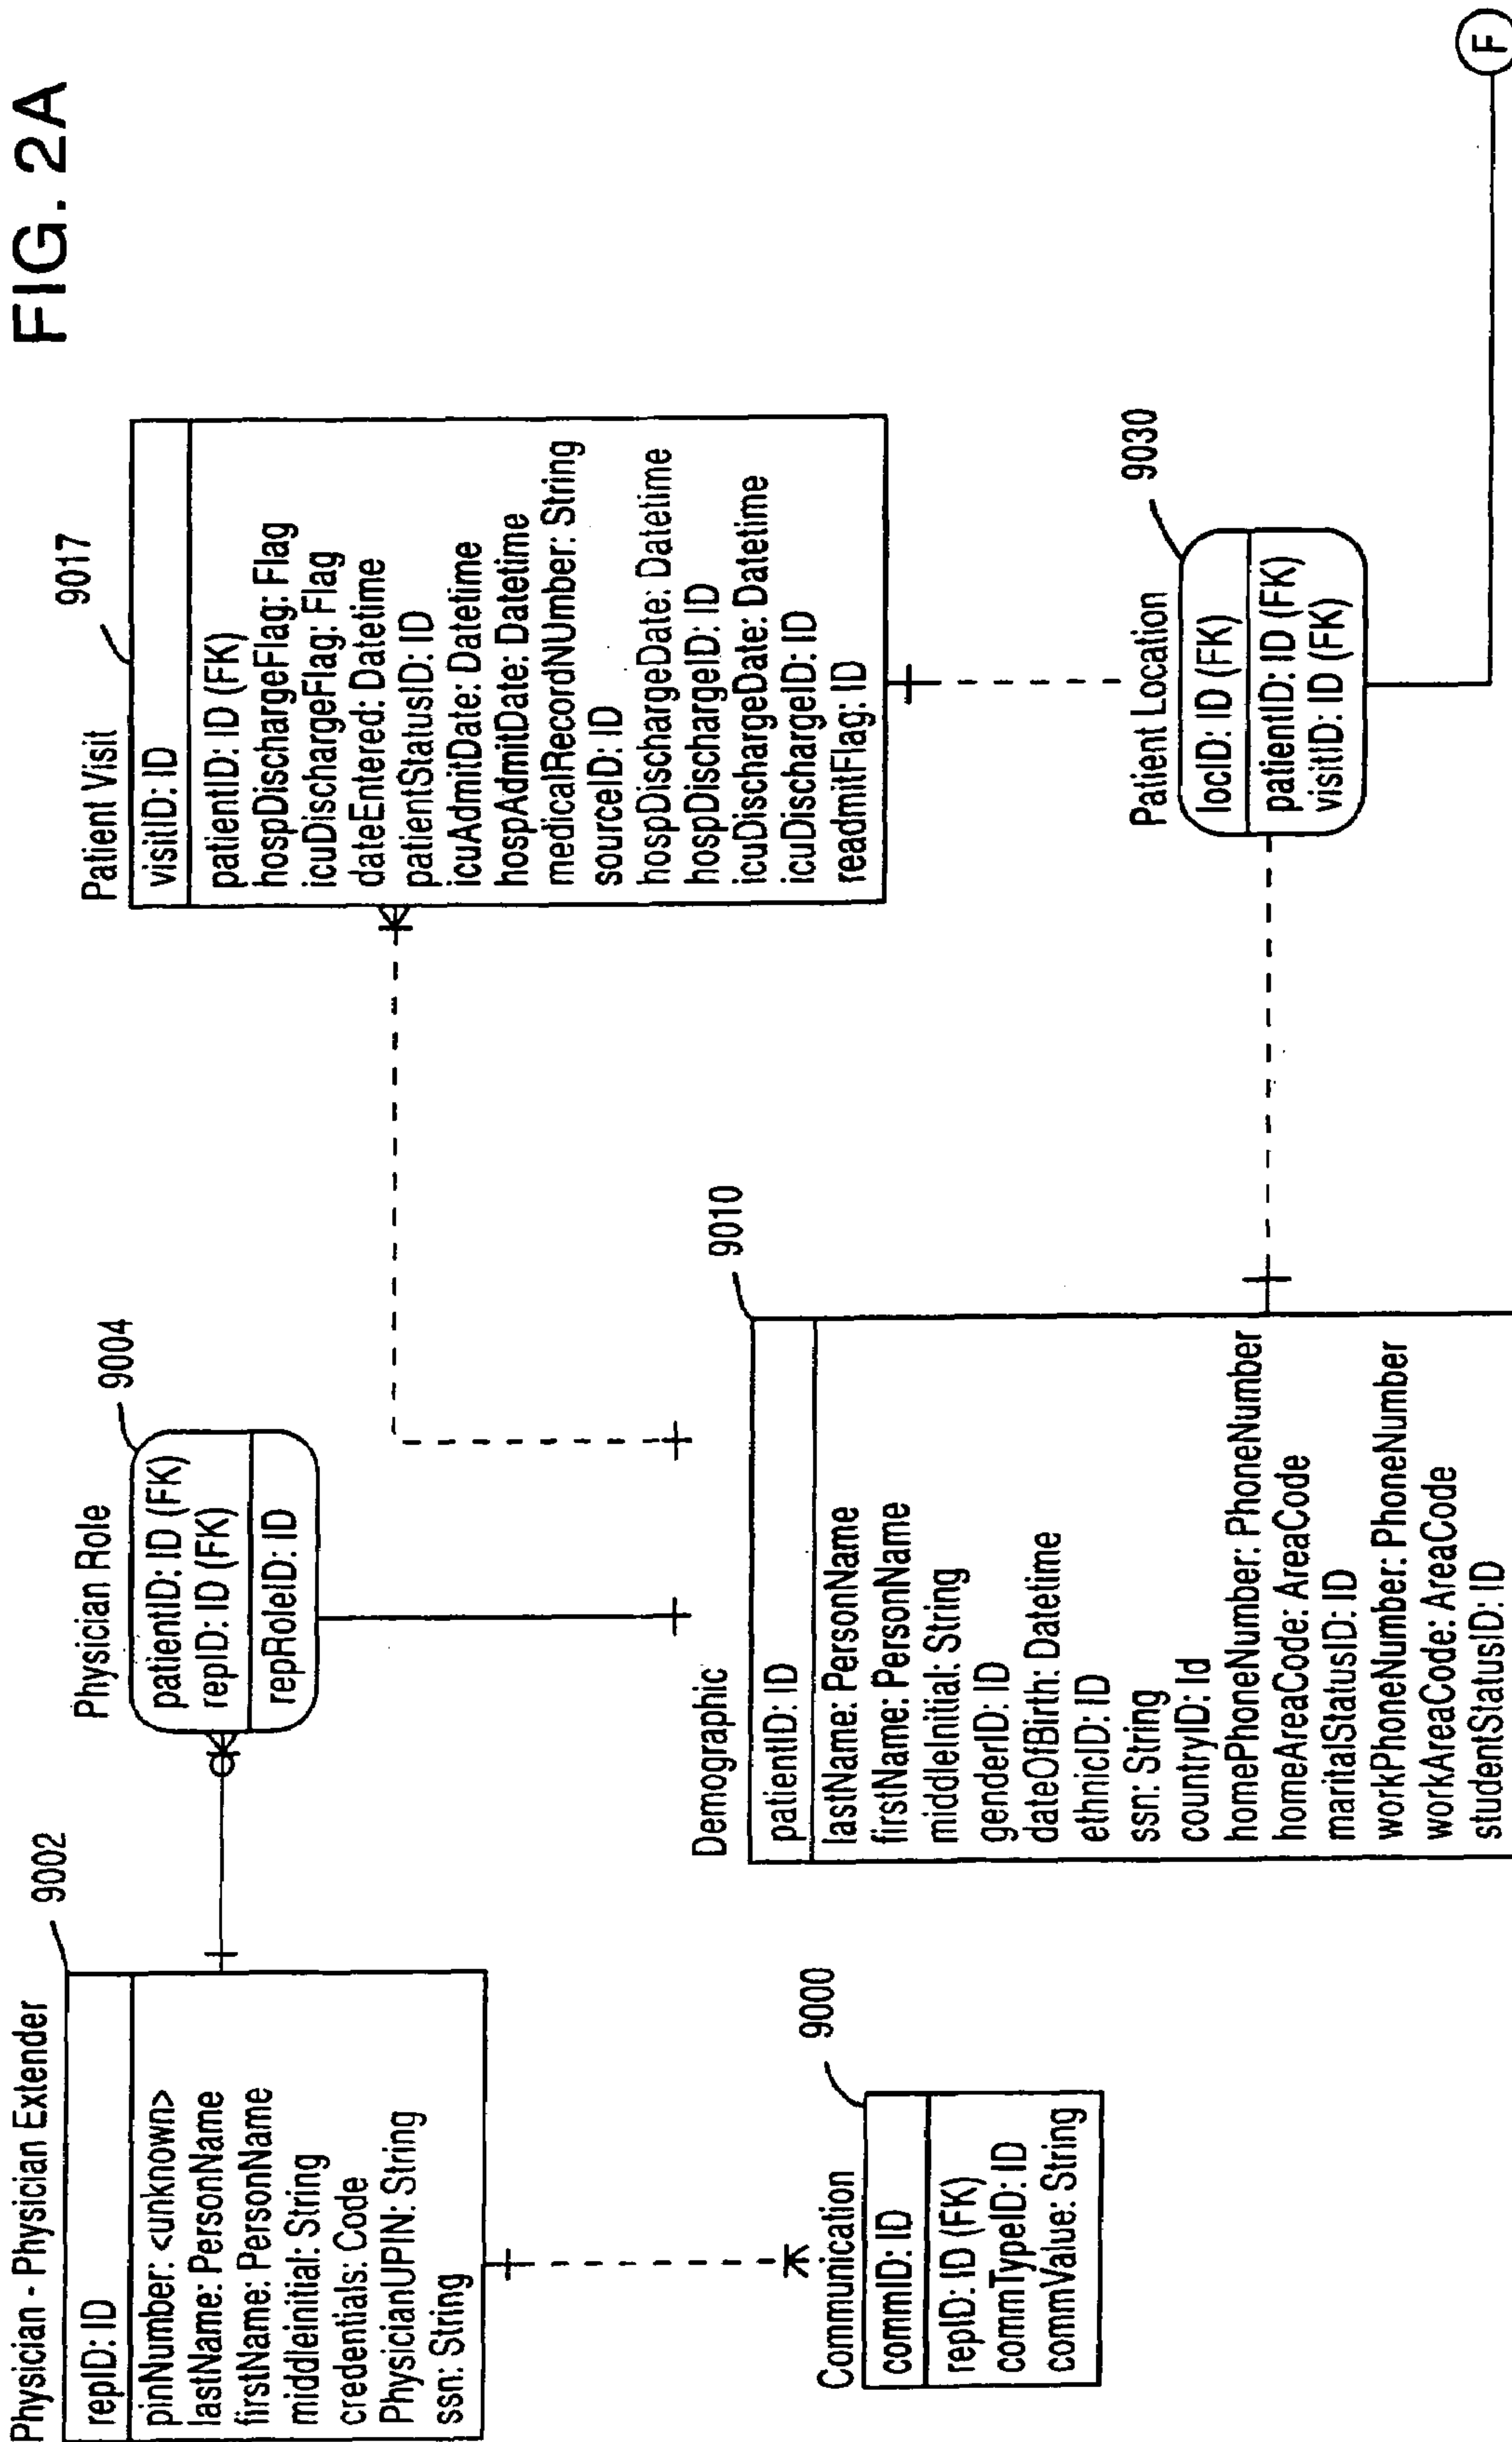 FIG. 2A
Physician - Physician Extender
9002
repID: ID
pinNumber: <unknown>
lastName: PersonName
firstName: PersonName
middleinitial: String
credentials: Code
PhysicianUPIN: String
ssn: String
Physician Role
9004
patientID: ID (FK)
repID: ID (FK)
repRoleID: ID
Patient Visit
9017
visitID: ID
patientID: ID (FK)
hospDischargeFlag: Flag
icuDischargeFlag: Flag
dateEntered: Datetime
patientStatusID: ID
icuAdmitDate: Datetime
hospAdmitDate: Datetime
medicalRecordNUmber: String
sourceID: ID
hospDischargeDate: Datetime
hospDischargeID: ID
icuDischargeDate: Datetime
icuDischargeID: ID
readmitFlag: ID
Communication
9000
commID: ID
repID: ID (FK)
commTypeID: ID
commValue: String
Demographic
9010
patientID: ID
lastName: PersonName
firstName: PersonName
middleInitial: String
genderID: ID
dateOfBirth: Datetime
ethnicID: ID
ssn: String
countryID: Id
homePhoneNumber: PhoneNumber
homeAreaCode: AreaCode
maritalStatusID: ID
workPhoneNumber: PhoneNumber
workAreaCode: AreaCode
studentStatusID: ID
Patient Location
9030
locID: ID (FK)
patientID: ID (FK)
visitID: ID (FK)
F